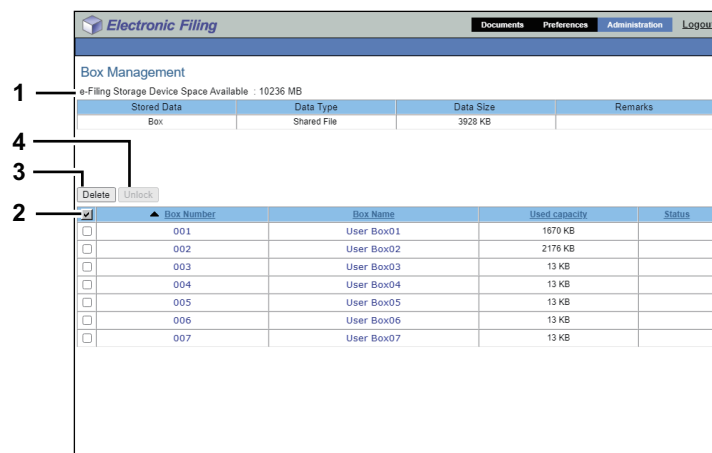 Electronic Filing Documents Preferences Administration Logout
Box Management
1 e-Filing Storage Device Space Available : 10236 MB
Stored Data Data Type Data Size Remarks
Box Shared File 3928 KB
4
3
Delete Unlock
2 ▲ Box Number Box Name Used capacity Status
001 User Box01 1670 KB
002 User Box02 2176 KB
003 User Box03 13 KB
004 User Box04 13 KB
005 User Box05 13 KB
006 User Box06 13 KB
007 User Box07 13 KB